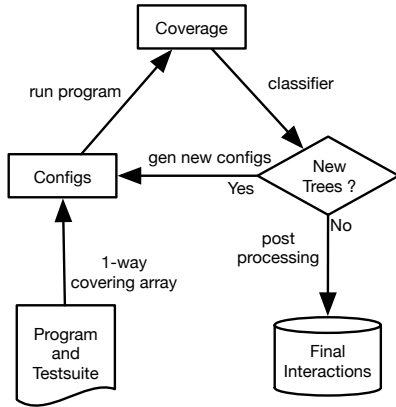 Coverage
run program
classifier
gen new configs
Configs
New
Trees ?
Yes
No
1-way
covering array
post
processing
Program
and
Testsuite
Final
Interactions